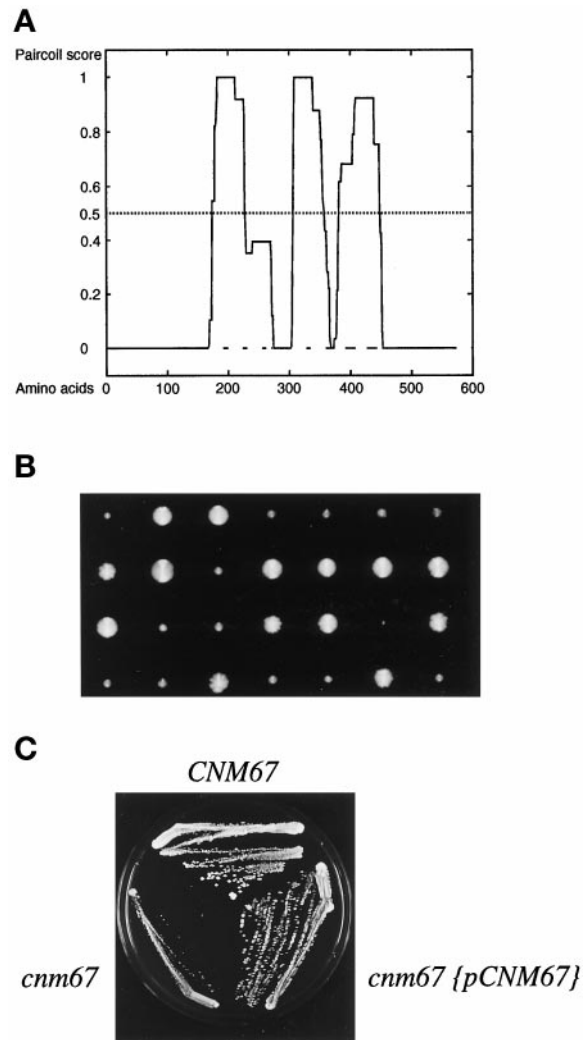 A
Paircoil score
1
0.8
0.6
0.5
0.4
0.2
0
Amino acids 0 100 200 300 400 500 600
B
C
CNM67
cnm67
cnm67 {pCNM67}